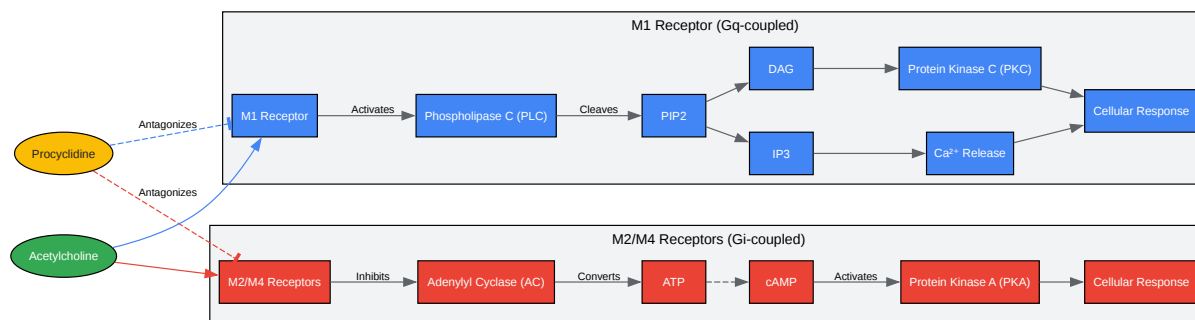 M1 Receptor (Gq-coupled)
DAG
Protein Kinase C (PKC)
M1 Receptor
Activates
Phospholipase C (PLC)
Cleaves
PIP2
Cellular Response
Antagonizes
Procyclidine
IP3
Ca²⁺ Release
Antagonizes
Acetylcholine
M2/M4 Receptors (Gi-coupled)
M2/M4 Receptors
Inhibits
Adenylyl Cyclase (AC)
Converts
ATP
cAMP
Activates
Protein Kinase A (PKA)
Cellular Response